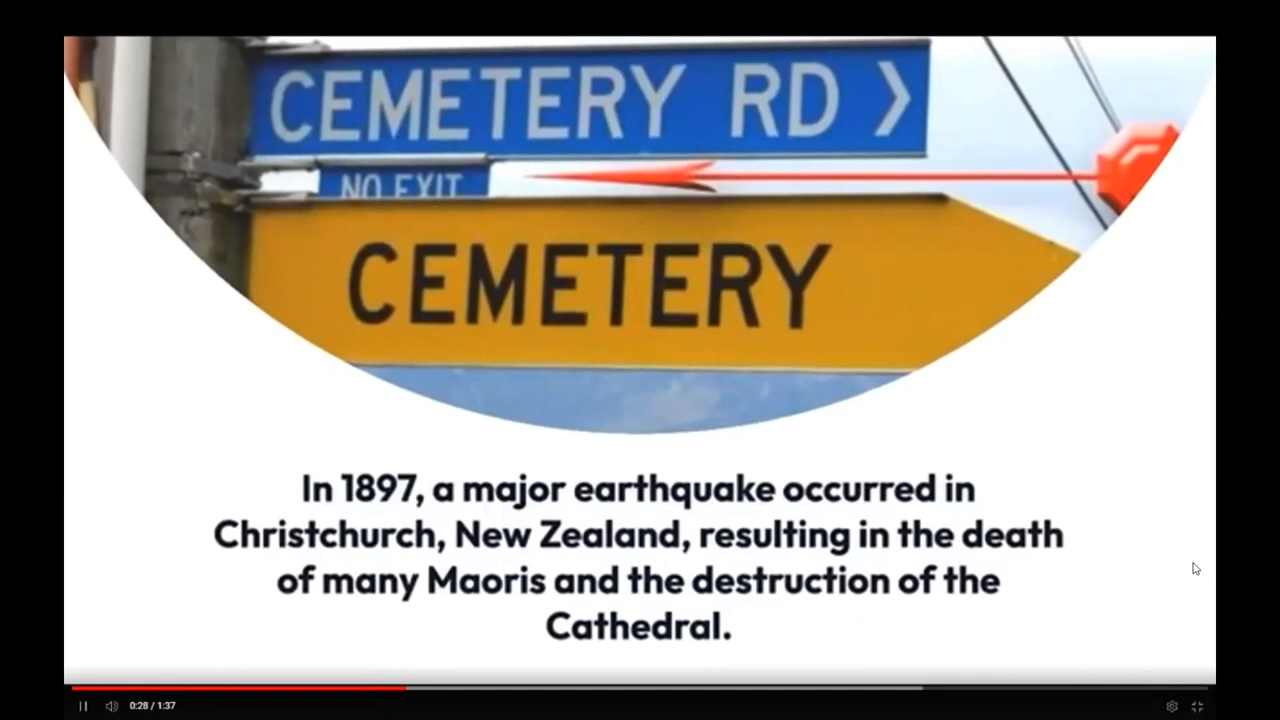 CEMETERY RD
NO EXIT
CEMETERY
In 1897, a major earthquake occurred in
Christchurch, New Zealand, resulting in the death
of many Maoris and the destruction of the
Cathedral.
0:28 / 1:37